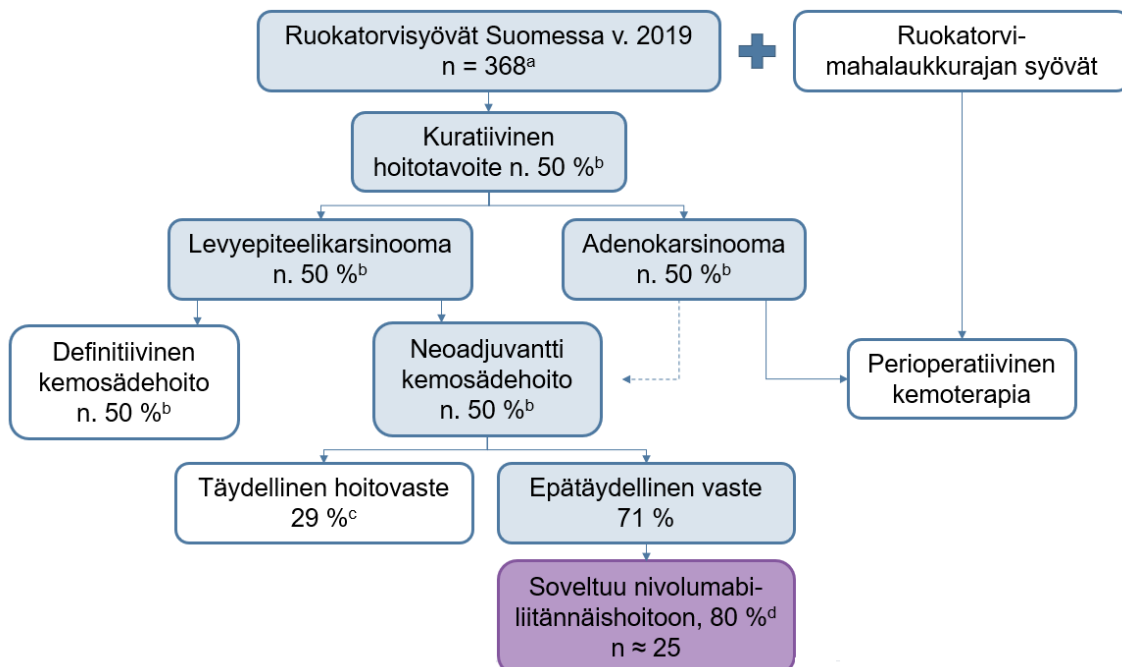 Ruokatorvisyövät Suomessa v. 2019
n = 368ᵃ
Ruokatorvi-
mahalaukkurajan syövät
Kuratiivinen
hoitotavoite n. 50 %ᵇ
Levyepiteelikarsinooma
n. 50 %ᵇ
Adenokarsinooma
n. 50 %ᵇ
Definitiivinen
kemosädehoito
n. 50 %ᵇ
Neoadjuvantti
kemosädehoito
n. 50 %ᵇ
Perioperatiivinen
kemoterapia
Täydellinen hoitovaste
29 %ᶜ
Epätäydellinen vaste
71 %
Soveltuu nivolumabi-
liitännäishoitoon, 80 %ᵈ
n ≈ 25